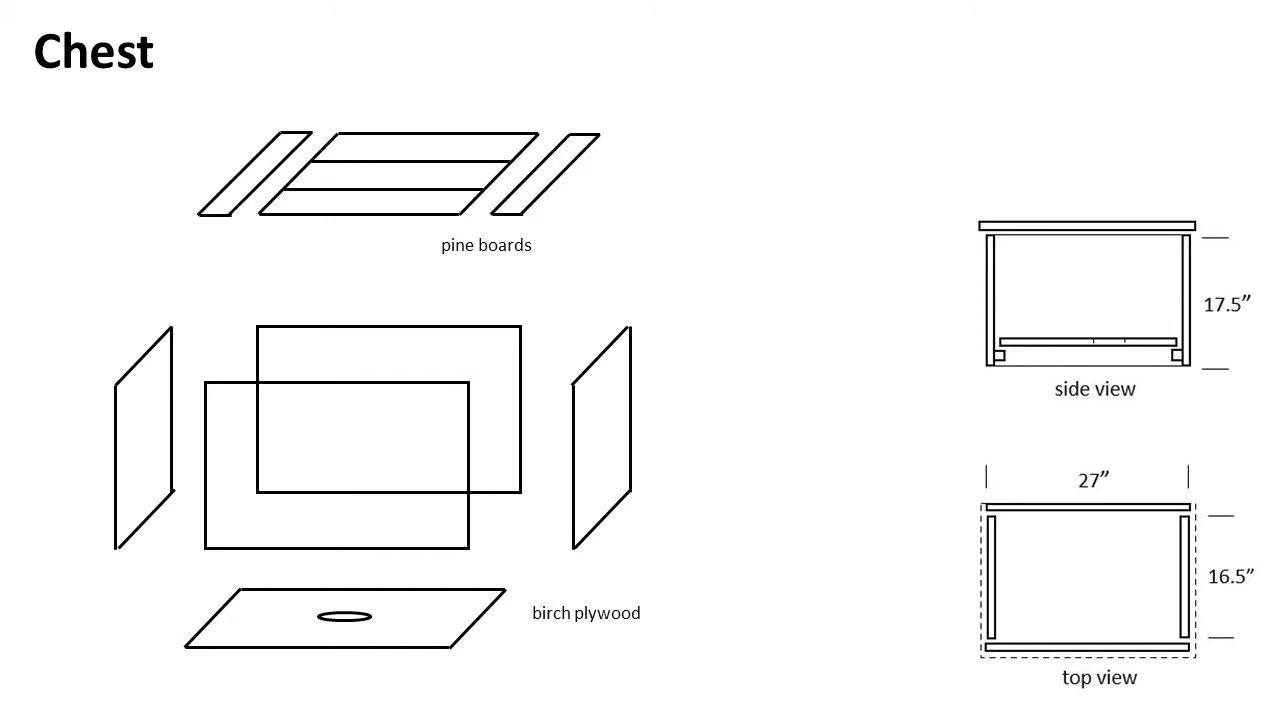 Chest
pine boards
17.5”
side view
27”
birch plywood
16.5”
top view